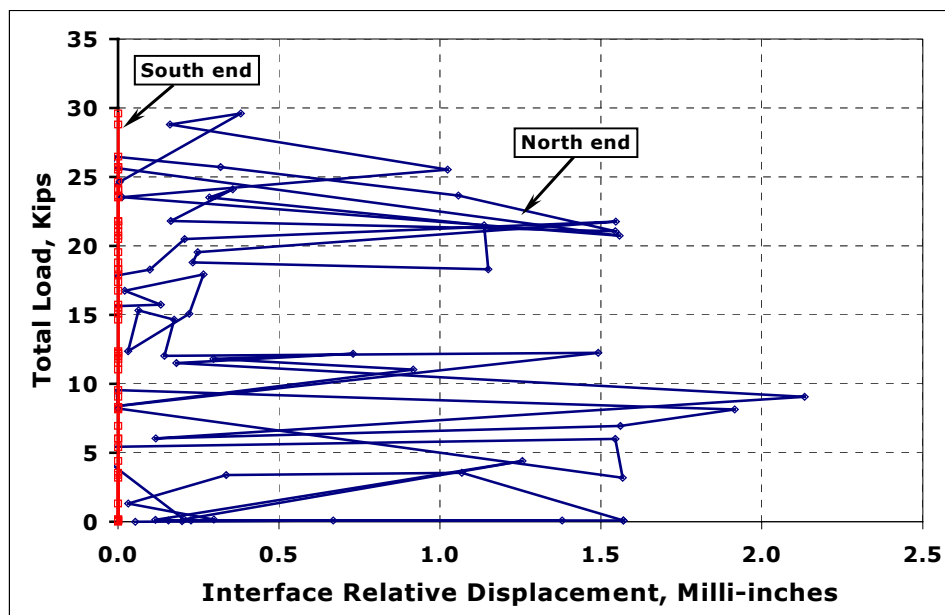 35
30
25
20
15
10
5
0
Total Load, Kips
South end
North end
0.0 0.5 1.0 1.5 2.0 2.5
Interface Relative Displacement, Milli-inches